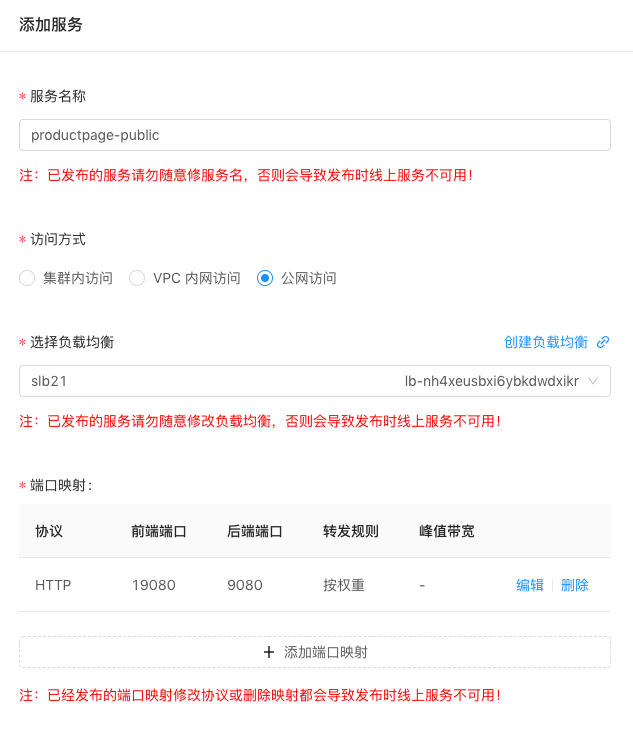 添加服务
* 服务名称
productpage-public
注：已发布的服务请勿随意修服务名，否则会导致发布时线上服务不可用！
* 访问方式
集群内访问 VPC 内网访问 公网访问
* 选择负载均衡 创建负载均衡
slb21 lb-nh4xeusbxi6ybkdwdxikr
注：已发布的服务请勿随意修改负载均衡，否则会导致发布时线上服务不可用！
* 端口映射：
协议 前端端口 后端端口 转发规则 峰值带宽
HTTP 19080 9080 按权重 - 编辑 删除
+ 添加端口映射
注：已经发布的端口映射修改协议或删除映射都会导致发布时线上服务不可用！